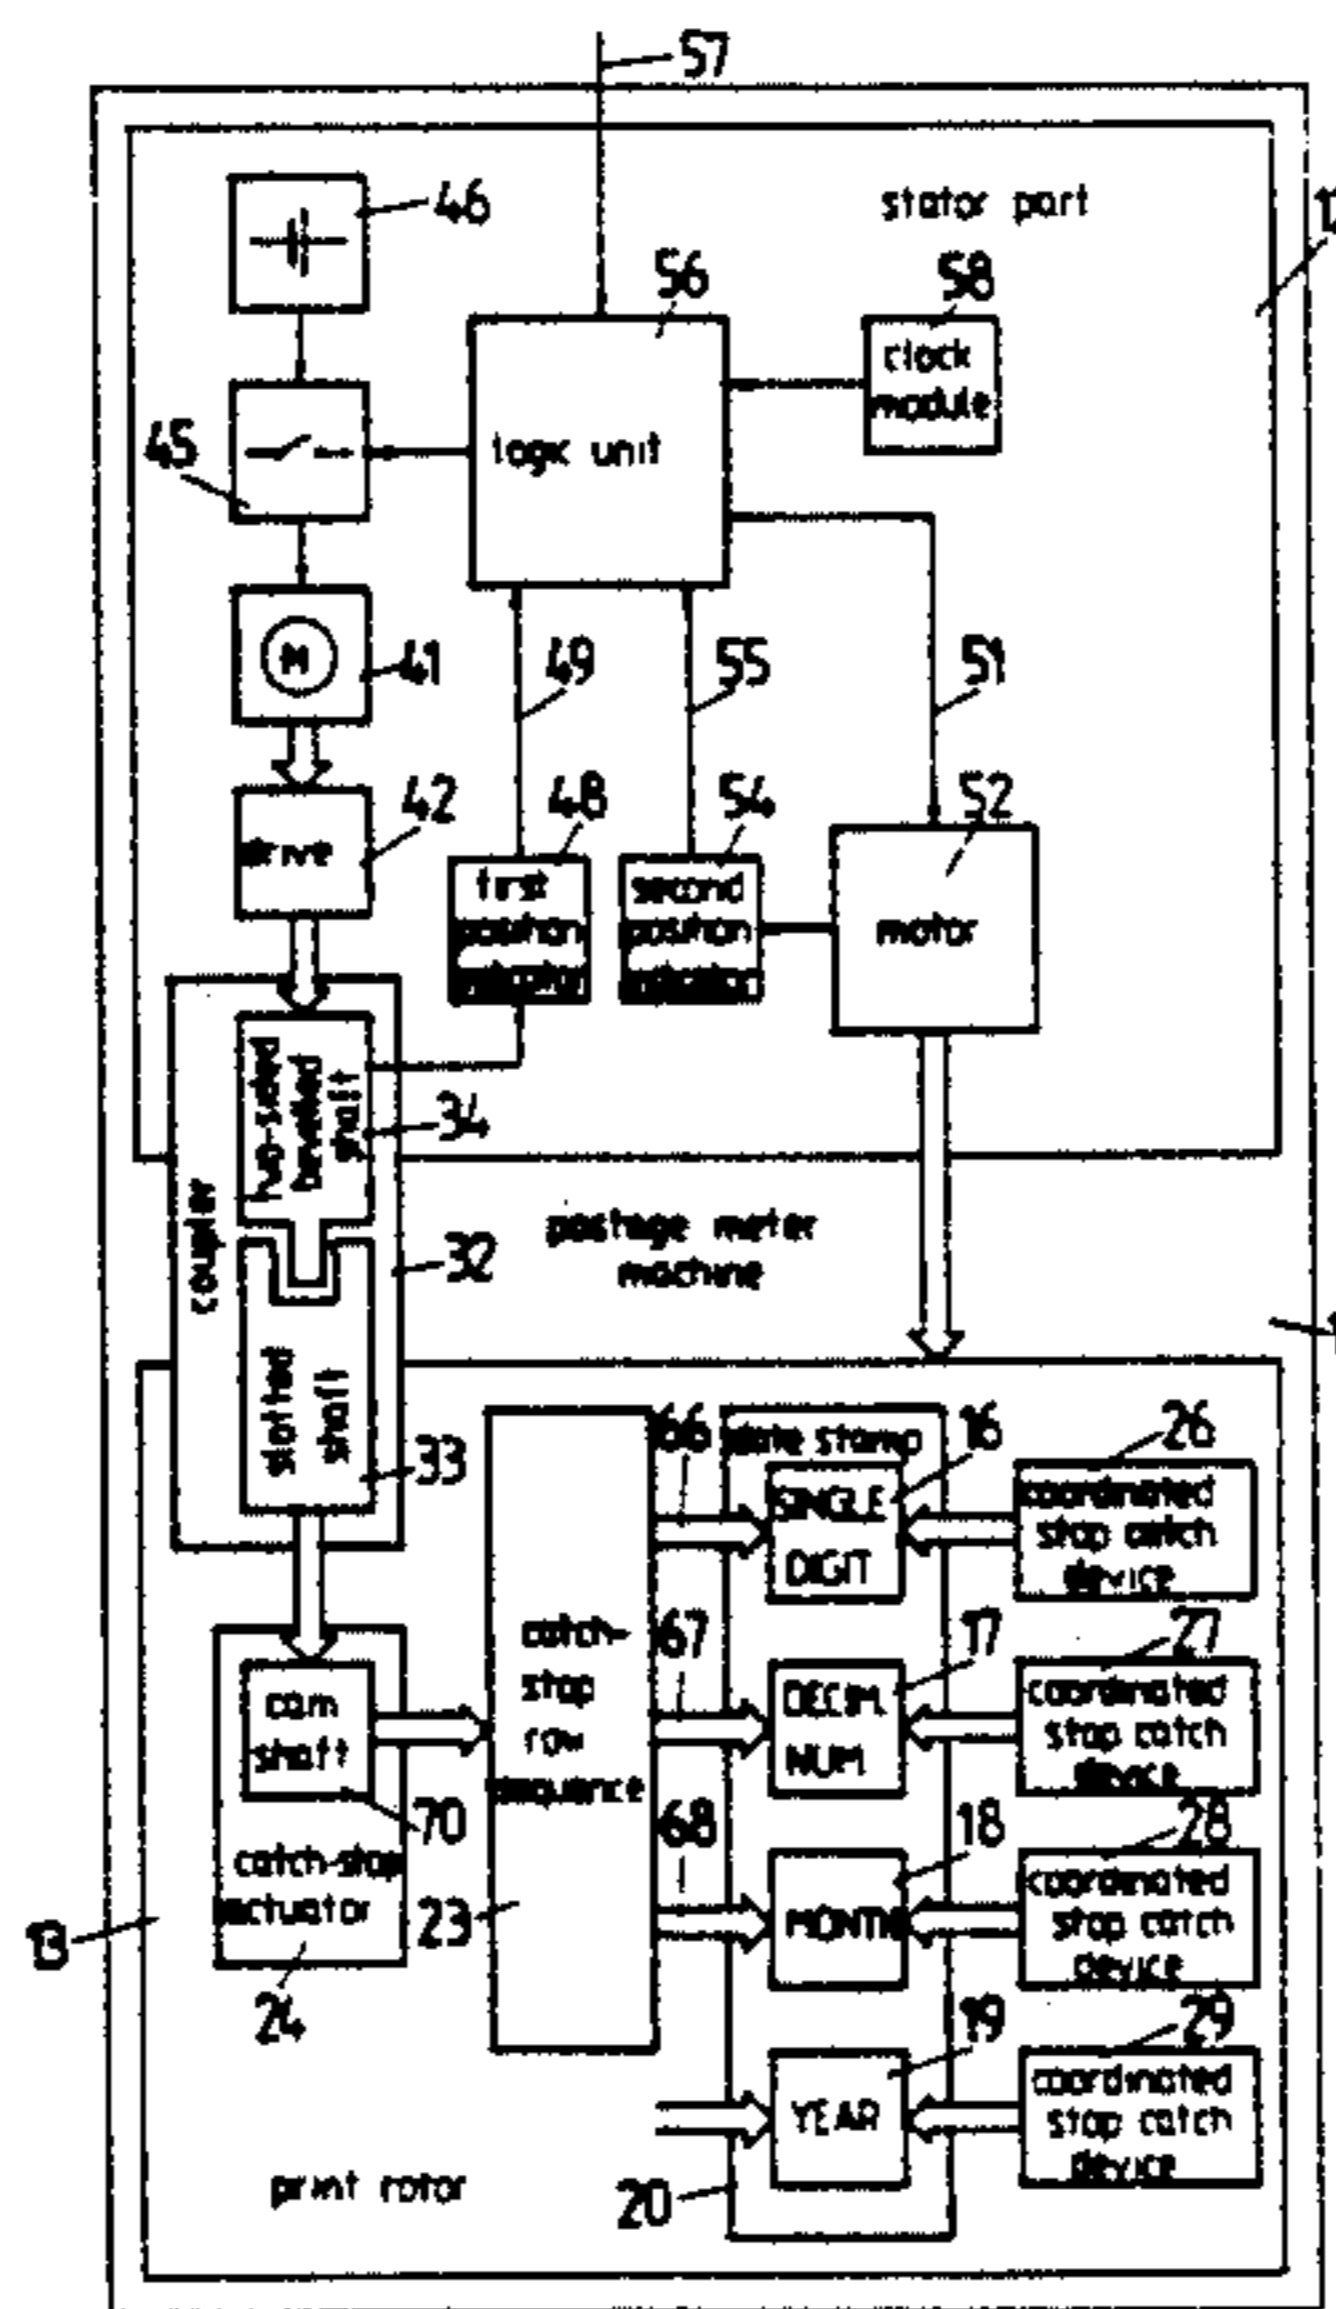 57
46
stator part
12
56
58
clock
module
45
logic unit
M
41
49
55
51
42
48
54
52
drive
first
position
second
position
motor
two-sided
bevelled
shaft
34
coupler
32
postage meter
machine
slotted
shaft
33
66
date stamp
16
26
SINGLE
DIGIT
coordinated
stop catch
device
catch-
stop
row
sequence
67
17
27
DECIM.
NUM.
coordinated
stop catch
device
cam
shaft
70
68
18
28
catch-stop
actuator
23
MONTH
coordinated
stop catch
device
13
24
19
29
YEAR
coordinated
stop catch
device
20
print rotor